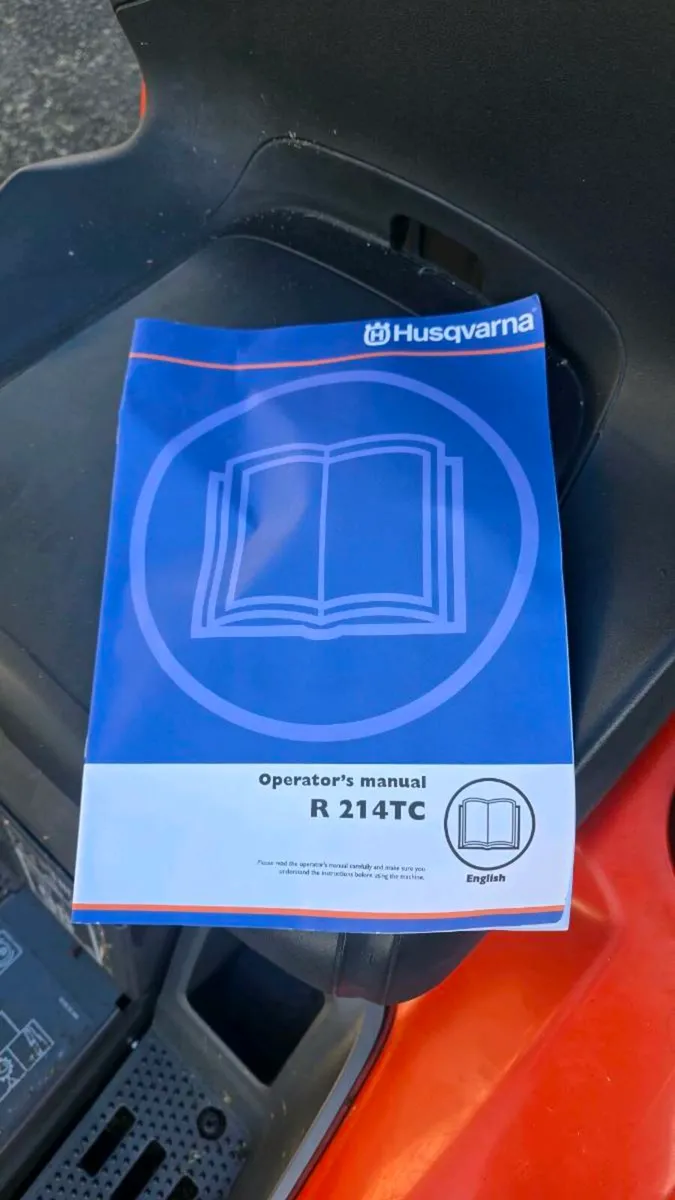 Husqvarna
Operator's manual
R 214TC
Please read the operator's manual carefully and make sure you
understand the instructions before using the machine.
English